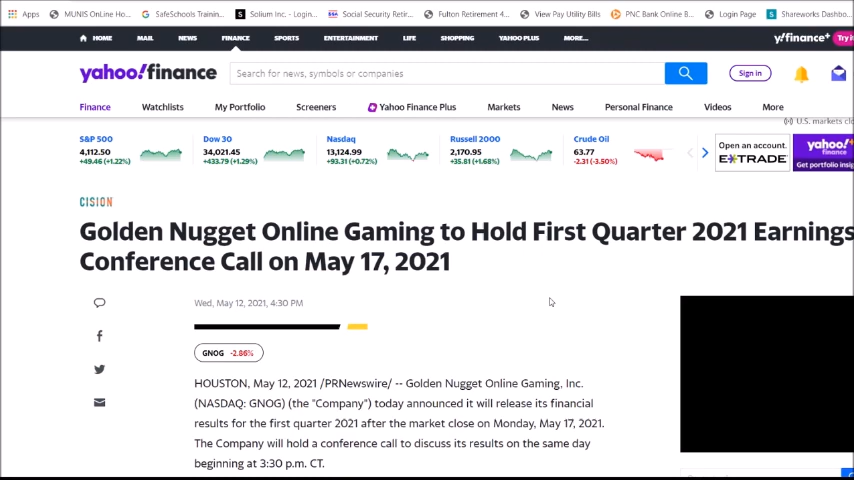 Apps MUNIS OnLine Ho... SafeSchools Trainin... Solium Inc. - Login... Social Security Retir... Fulton Retirement 4... View Pay Utility Bills PNC Bank Online B... Login Page Shareworks Dashbo...
HOME MAIL NEWS FINANCE SPORTS ENTERTAINMENT LIFE SHOPPING YAHOO PLUS MORE... y!finance+ Try i
yahoo!finance Search for news, symbols or companies Sign in
Finance Watchlists My Portfolio Screeners Yahoo Finance Plus Markets News Personal Finance Videos More
U.S. markets clo
S&P 500 Dow 30 Nasdaq Russell 2000 Crude Oil
4,112.50 34,021.45 13,124.99 2,170.95 63.77
+49.46 (+1.22%) +433.79 (+1.29%) +93.31 (+0.72%) +35.81 (+1.68%) -2.31 (-3.50%)
Open an account.
E*TRADE
yahoo!
finance
Get portfolio insig
CISION
Golden Nugget Online Gaming to Hold First Quarter 2021 Earnings
Conference Call on May 17, 2021
Wed, May 12, 2021, 4:30 PM
GNOG -2.86%
HOUSTON, May 12, 2021 /PRNewswire/ -- Golden Nugget Online Gaming, Inc.
(NASDAQ: GNOG) (the "Company") today announced it will release its financial
results for the first quarter 2021 after the market close on Monday, May 17, 2021.
The Company will hold a conference call to discuss its results on the same day
beginning at 3:30 p.m. CT.